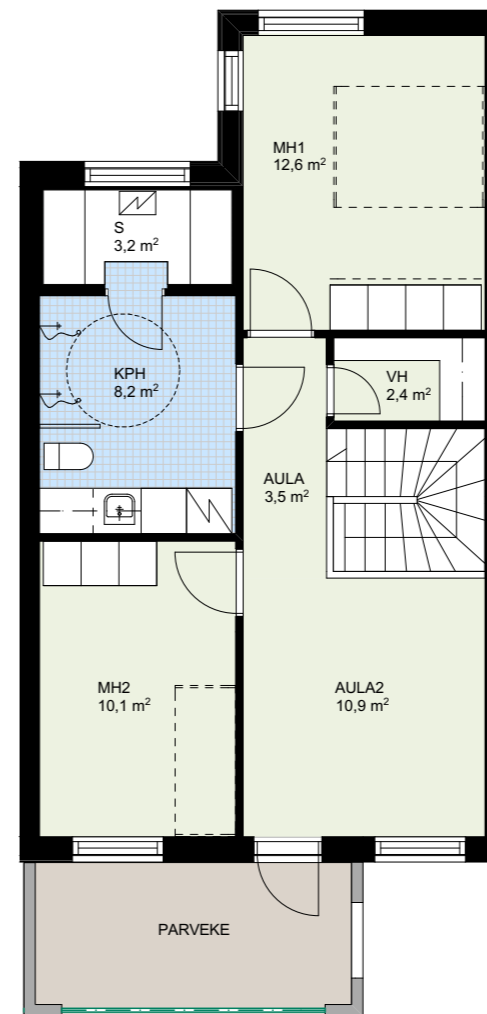 MH1
12,6 m²
S
3,2 m²
KPH
8,2 m²
VH
2,4 m²
AULA
3,5 m²
MH2
10,1 m²
AULA2
10,9 m²
PARVEKE